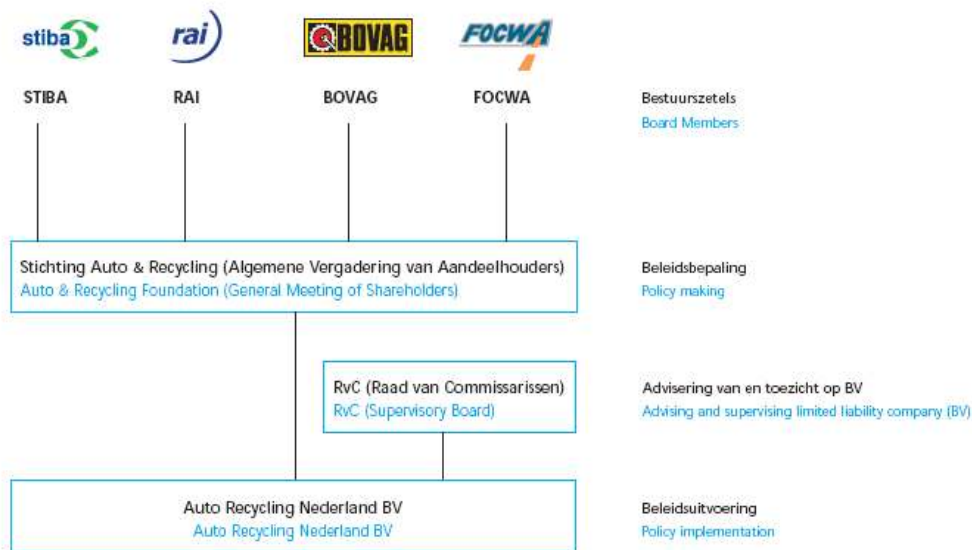 stiba
rai
BOVAG
FOCWA
STIBA
RAI
BOVAG
FOCWA
Bestuurszetels
Board Members
Stichting Auto & Recycling (Algemene Vergadering van Aandeelhouders)
Auto & Recycling Foundation (General Meeting of Shareholders)
Beleidsbepaling
Policy making
RvC (Raad van Commissarissen)
RvC (Supervisory Board)
Advisering van en toezicht op BV
Advising and supervising limited liability company (BV)
Auto Recycling Nederland BV
Auto Recycling Nederland BV
Beleidsuitvoering
Policy implementation